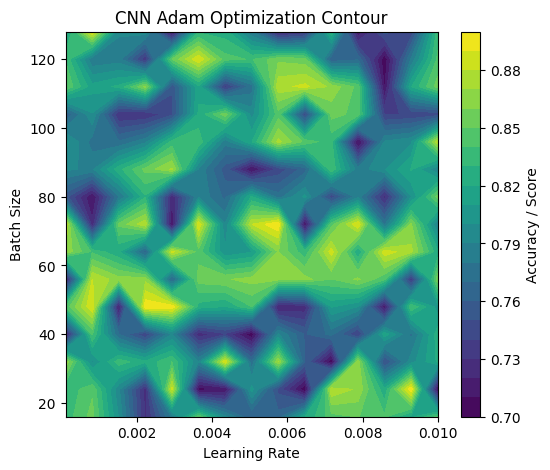 CNN Adam Optimization Contour
120
100
80
60
40
20
Batch Size
0.002 0.004 0.006 0.008 0.010
Learning Rate
0.88
0.85
0.82
0.79
0.76
0.73
0.70
Accuracy / Score